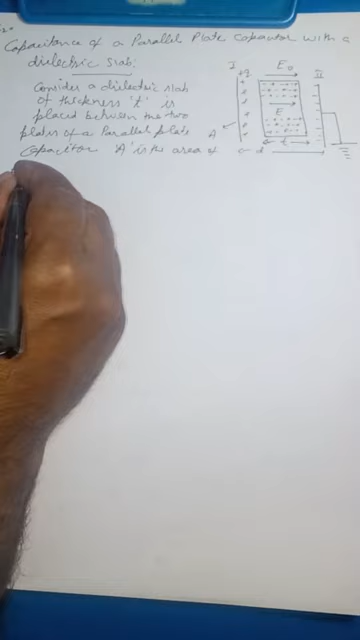 Capacitance of a Parallel Plate Capacitor with a
dielectric slab:
Consider a dielectric slab
of thickness 't' is
placed between the two
plates of a Parallel plate
Capacitor 'A' is the area of
I
+q
E₀
II
E
A
t
d